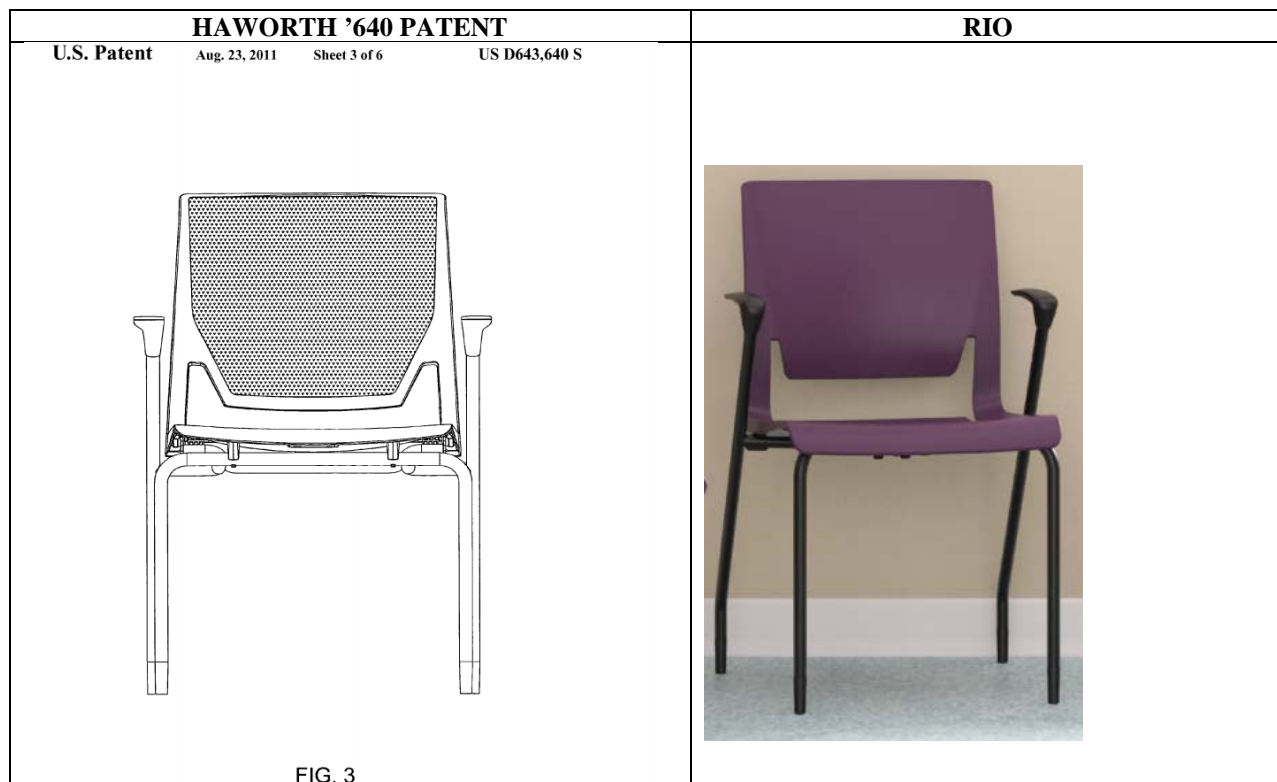 HAWORTH ’640 PATENT
RIO
U.S. Patent Aug. 23, 2011 Sheet 3 of 6 US D643,640 S
FIG. 3